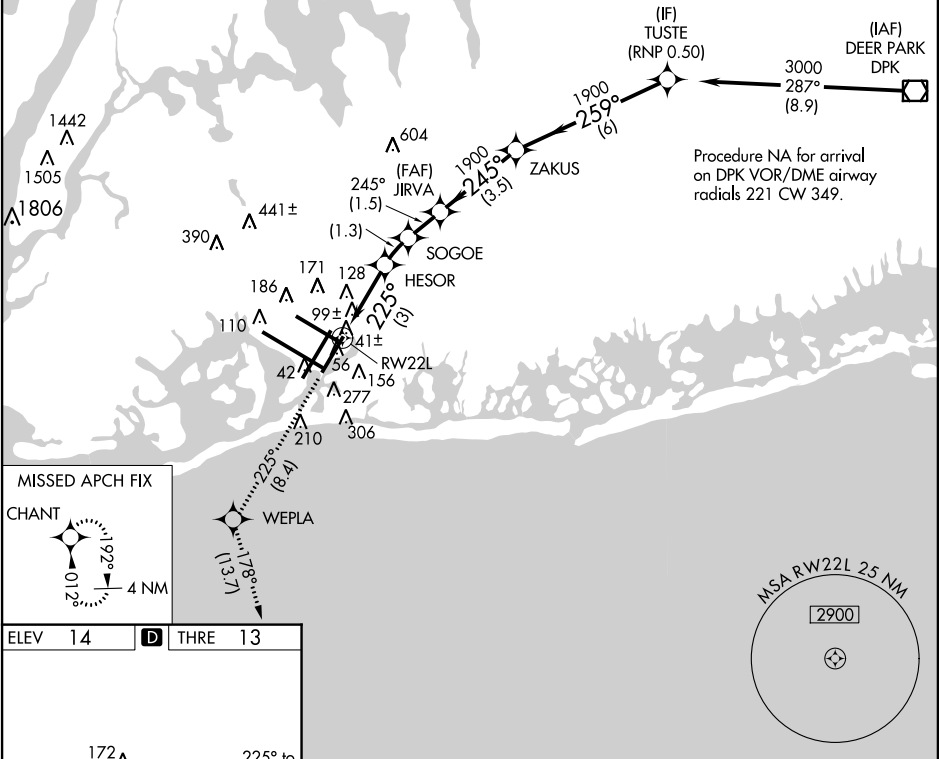 (IF)
TUSTE
(RNP 0.50)
(IAF)
DEER PARK
DPK
3000
287°
(8.9)
1900
259°
(6)
ZAKUS
1900
245°
(3.5)
Procedure NA for arrival
on DPK VOR/DME airway
radials 221 CW 349.
1442
1505
1806
604
(FAF)
JIRVA
245°
(1.5)
(1.3)
441±
390
SOGOE
HESOR
171
128
186
110
99±
225°
(3)
41±
RW22L
42
56
156
277
210
306
225°
(8.4)
WEPLA
178°
(13.7)
MISSED APCH FIX
CHANT
192°
012°
4 NM
MSA RW22L 25 NM
2900
ELEV 14 D THRE 13
172
225° to